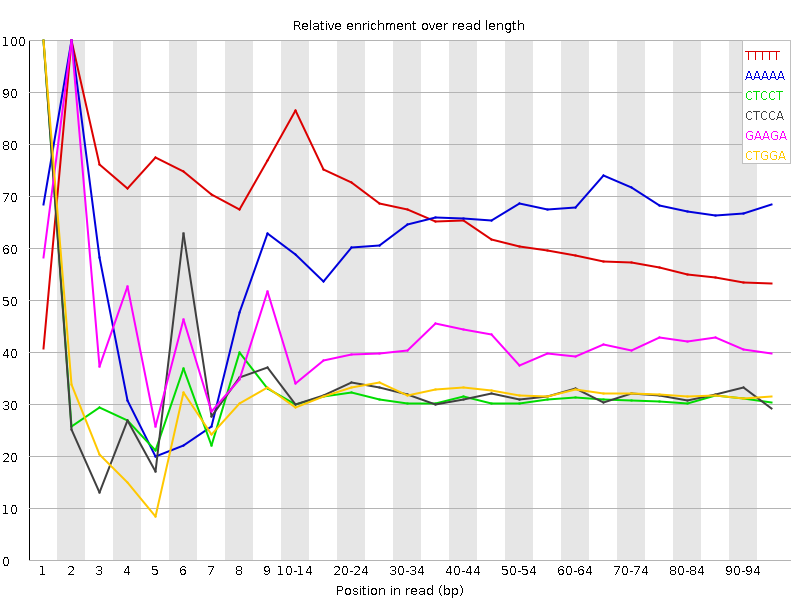 Relative enrichment over read length
100
90
80
70
60
50
40
30
20
10
0
TTTTT
AAAAA
CTCCT
CTCCA
GAAGA
CTGGA
1 2 3 4 5 6 7 8 9 10-14 20-24 30-34 40-44 50-54 60-64 70-74 80-84 90-94
Position in read (bp)